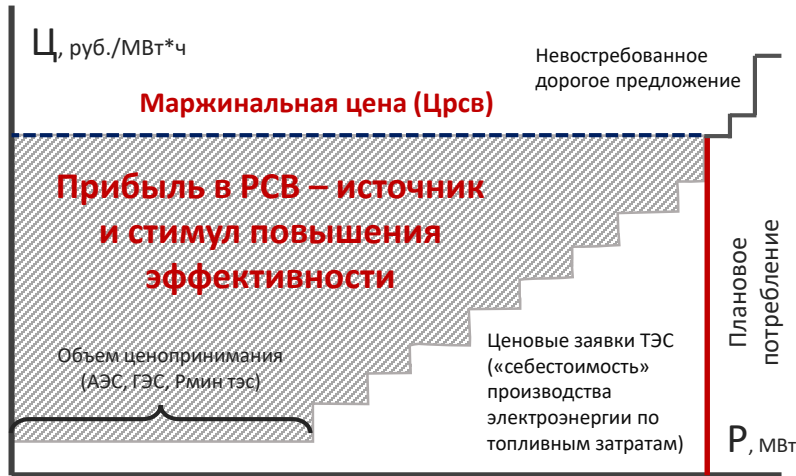 Ц, руб./МВт*ч
Невостребованное
дорогое предложение
Маржинальная цена (Црсв)
Прибыль в РСВ – источник
и стимул повышения
эффективности
Объем ценопринимания
(АЭС, ГЭС, Рмин тэс)
Ценовые заявки ТЭС
(«себестоимость»
производства
электроэнергии по
топливным затратам)
Плановое
потребление
Р, МВт